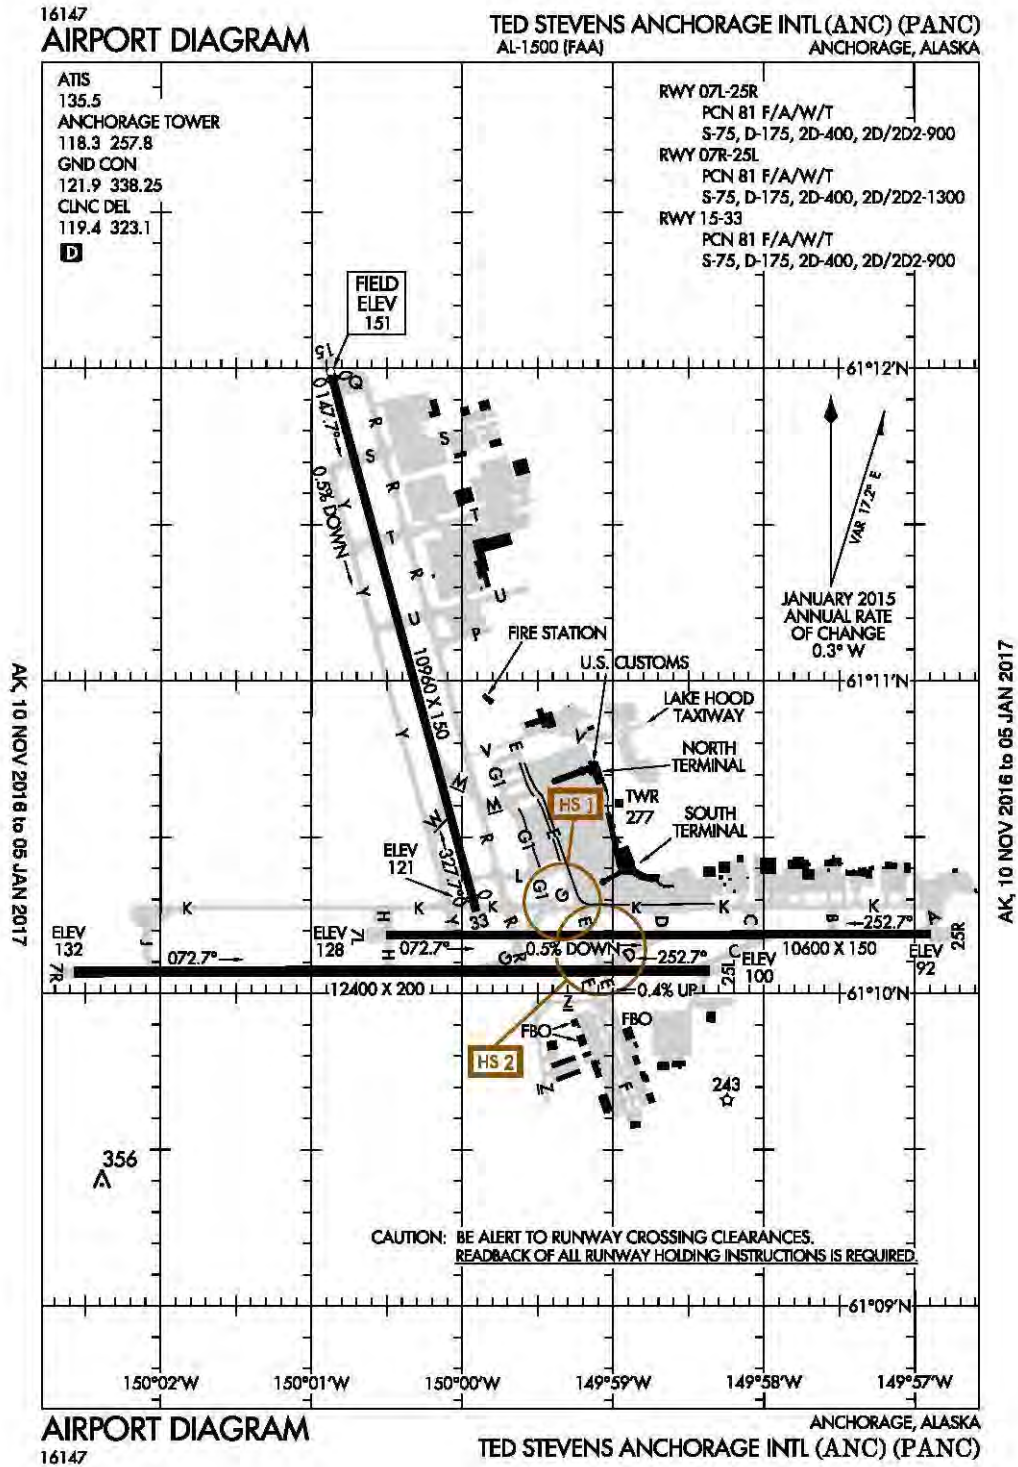 16147
AIRPORT DIAGRAM
TED STEVENS ANCHORAGE INTL (ANC) (PANC)
AL-1500 (FAA)
ANCHORAGE, ALASKA
ATIS
135.5
ANCHORAGE TOWER
118.3 257.8
GND CON
121.9 338.25
CLNC DEL
119.4 323.1
D
RWY 07L-25R
PCN 81 F/A/W/T
S-75, D-175, 2D-400, 2D/2D2-900
RWY 07R-25L
PCN 81 F/A/W/T
S-75, D-175, 2D-400, 2D/2D2-1300
RWY 15-33
PCN 81 F/A/W/T
S-75, D-175, 2D-400, 2D/2D2-900
FIELD
ELEV
151
15
61°12'N
Q
147.7°
R
S
S
Y
R
0.5% DOWN
T
T
VAR 17.2° E
R
Y
U
U
P
JANUARY 2015
ANNUAL RATE
OF CHANGE
0.3° W
FIRE STATION
U.S. CUSTOMS
61°11'N
10960 X 150
LAKE HOOD
TAXIWAY
Y
V
E
V
NORTH
TERMINAL
G1
M
M
HS 1
TWR
277
SOUTH
TERMINAL
W
R
G1
E
327.7°
ELEV
121
L
G1
G
K
K
K
K
K
K
33
H
Y
R
E
D
C
B
252.7°
A
25R
J
ELEV
132
ELEV
128
7L
072.7°
0.5% DOWN
10600 X 150
ELEV
92
7R
072.7°
H
G
R
D
252.7°
C
25L
ELEV
100
12400 X 200
E
E
0.4% UP
61°10'N
Z
FBO
FBO
HS 2
Z
F
243
356
CAUTION: BE ALERT TO RUNWAY CROSSING CLEARANCES.
READBACK OF ALL RUNWAY HOLDING INSTRUCTIONS IS REQUIRED.
61°09'N
150°02'W
150°01'W
150°00'W
149°59'W
149°58'W
149°57'W
AK, 10 NOV 2016 to 05 JAN 2017
AK, 10 NOV 2016 to 05 JAN 2017
AIRPORT DIAGRAM
16147
ANCHORAGE, ALASKA
TED STEVENS ANCHORAGE INTL (ANC) (PANC)